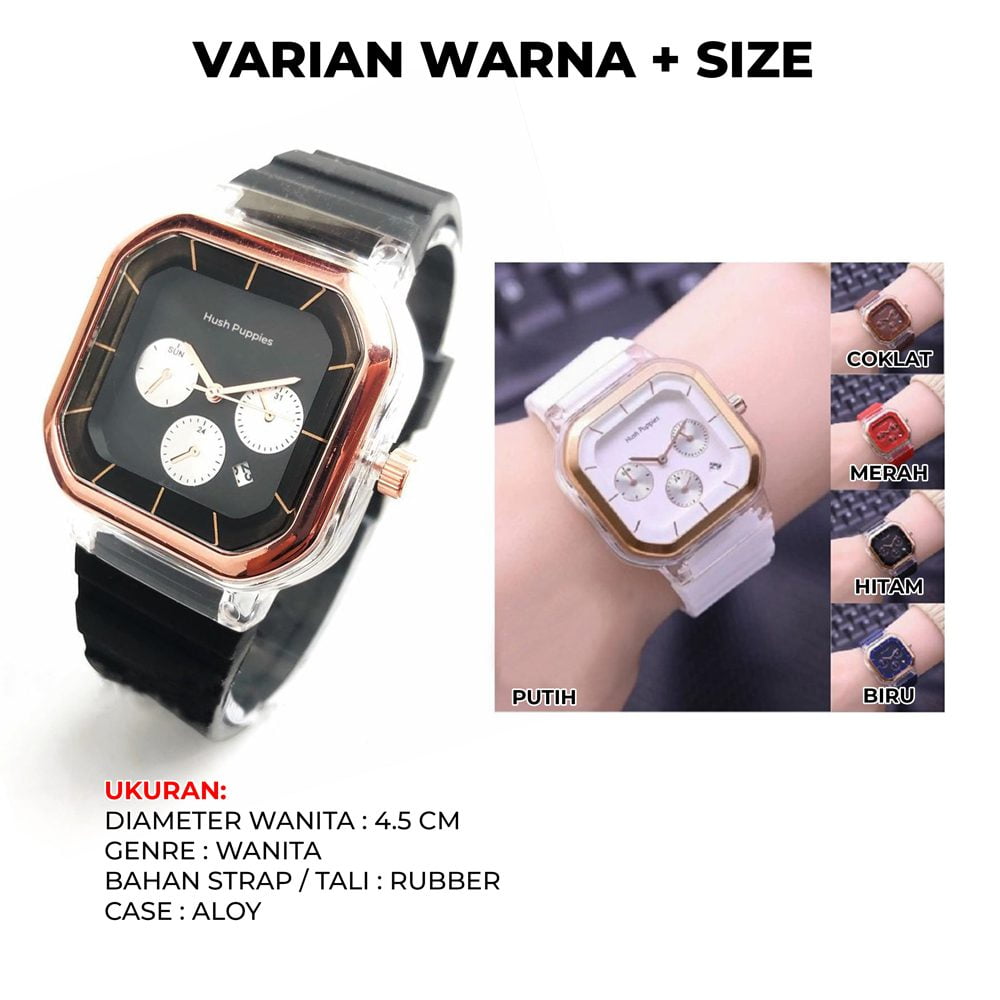 VARIAN WARNA + SIZE
Hush Puppies
SUN
31
24
Hush Puppies
24
PUTIH
COKLAT
MERAH
HITAM
BIRU
UKURAN:
DIAMETER WANITA : 4.5 CM
GENRE : WANITA
BAHAN STRAP / TALI : RUBBER
CASE : ALOY